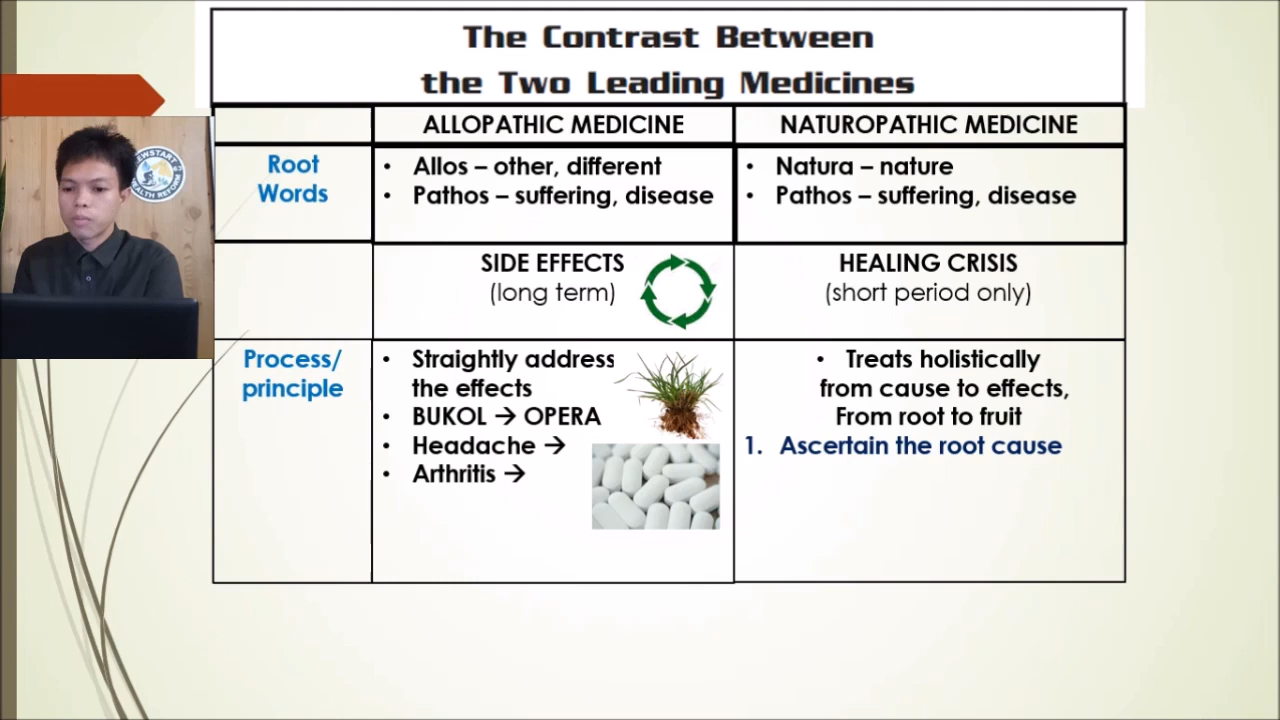 The Contrast Between
the Two Leading Medicines
ALLOPATHIC MEDICINE
NATUROPATHIC MEDICINE
Root
Words
• Allos – other, different
• Pathos – suffering, disease
• Natura – nature
• Pathos – suffering, disease
SIDE EFFECTS
(long term)
HEALING CRISIS
(short period only)
Process/
principle
• Straightly address
the effects
• BUKOL → OPERA
• Headache →
• Arthritis →
• Treats holistically
from cause to effects,
From root to fruit
1. Ascertain the root cause